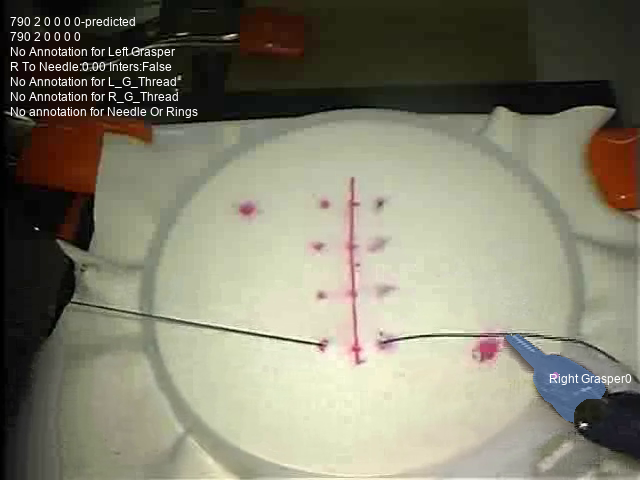 790 2 0 0 0 0-predicted
790 2 0 0 0 0
No Annotation for Left Grasper
R To Needle:0.00 inters:False
No Annotation for L_G_Thread
No Annotation for R_G_Thread
No annotation for Needle Or Rings
Right Grasper0